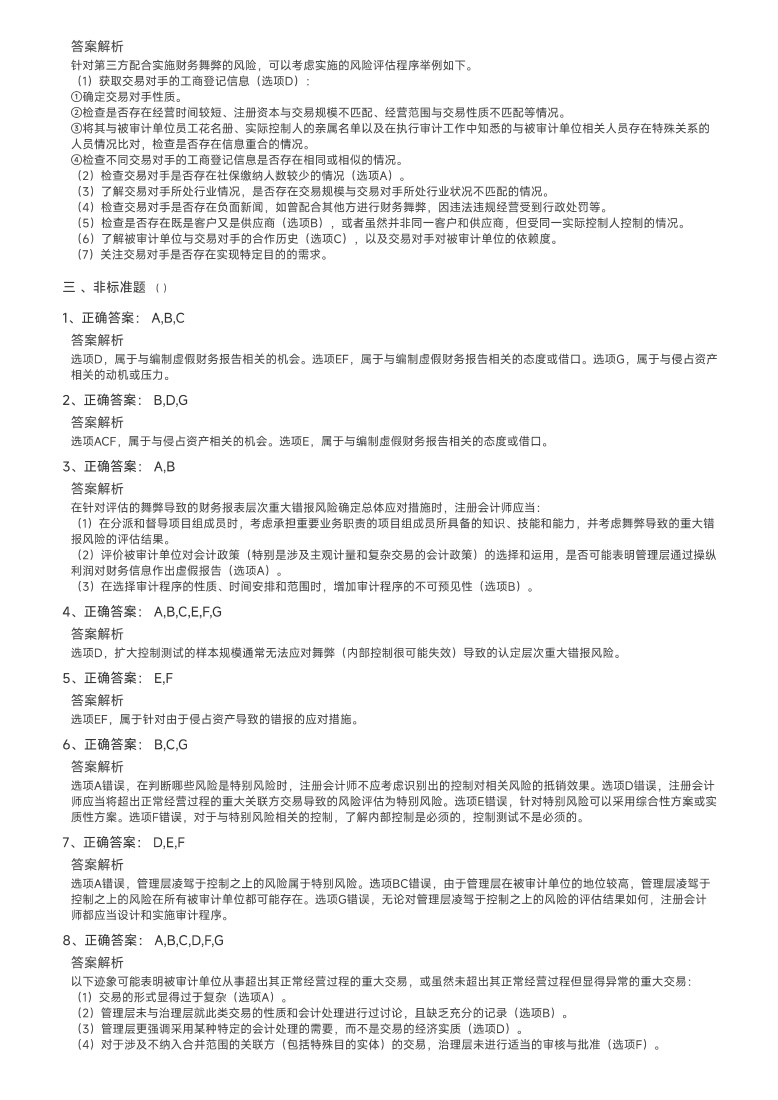 答案解析
针对第三方配合实施财务舞弊的风险，可以考虑实施的风险评估程序举例如下。
（1）获取交易对手的工商登记信息（选项D）：
①确定交易对手性质。
②检查是否存在经营时间较短、注册资本与交易规模不匹配、经营范围与交易性质不匹配等情况。
③将其与被审计单位员工花名册、实际控制人的亲属名单以及在执行审计工作中知悉的与被审计单位相关人员存在特殊关系的
人员情况比对，检查是否存在信息重合的情况。
④检查不同交易对手的工商登记信息是否存在相同或相似的情况。
（2）检查交易对手是否存在社保缴纳人数较少的情况（选项A）。
（3）了解交易对手所处行业情况，是否存在交易规模与交易对手所处行业状况不匹配的情况。
（4）检查交易对手是否存在负面新闻，如曾配合其他方进行财务舞弊，因违法违规经营受到行政处罚等。
（5）检查是否存在既是客户又是供应商（选项B），或者虽然并非同一客户和供应商，但受同一实际控制人控制的情况。
（6）了解被审计单位与交易对手的合作历史（选项C），以及交易对手对被审计单位的依赖度。
（7）关注交易对手是否存在实现特定目的的需求。
三 、非标准题 （ ）
1、正确答案： A,B,C
答案解析
选项D，属于与编制虚假财务报告相关的机会。选项EF，属于与编制虚假财务报告相关的态度或借口。选项G，属于与侵占资产
相关的动机或压力。
2、正确答案： B,D,G
答案解析
选项ACF，属于与侵占资产相关的机会。选项E，属于与编制虚假财务报告相关的态度或借口。
3、正确答案： A,B
答案解析
在针对评估的舞弊导致的财务报表层次重大错报风险确定总体应对措施时，注册会计师应当：
（1）在分派和督导项目组成员时，考虑承担重要业务职责的项目组成员所具备的知识、技能和能力，并考虑舞弊导致的重大错
报风险的评估结果。
（2）评价被审计单位对会计政策（特别是涉及主观计量和复杂交易的会计政策）的选择和运用，是否可能表明管理层通过操纵
利润对财务信息作出虚假报告（选项A）。
（3）在选择审计程序的性质、时间安排和范围时，增加审计程序的不可预见性（选项B）。
4、正确答案： A,B,C,E,F,G
答案解析
选项D，扩大控制测试的样本规模通常无法应对舞弊（内部控制很可能失效）导致的认定层次重大错报风险。
5、正确答案： E,F
答案解析
选项EF，属于针对由于侵占资产导致的错报的应对措施。
6、正确答案： B,C,G
答案解析
选项A错误，在判断哪些风险是特别风险时，注册会计师不应考虑识别出的控制对相关风险的抵销效果。选项D错误，注册会计
师应当将超出正常经营过程的重大关联方交易导致的风险评估为特别风险。选项E错误，针对特别风险可以采用综合性方案或实
质性方案。选项F错误，对于与特别风险相关的控制，了解内部控制是必须的，控制测试不是必须的。
7、正确答案： D,E,F
答案解析
选项A错误，管理层凌驾于控制之上的风险属于特别风险。选项BC错误，由于管理层在被审计单位的地位较高，管理层凌驾于
控制之上的风险在所有被审计单位都可能存在。选项G错误，无论对管理层凌驾于控制之上的风险的评估结果如何，注册会计
师都应当设计和实施审计程序。
8、正确答案： A,B,C,D,F,G
答案解析
以下迹象可能表明被审计单位从事超出其正常经营过程的重大交易，或虽然未超出其正常经营过程但显得异常的重大交易：
（1）交易的形式显得过于复杂（选项A）。
（2）管理层未与治理层就此类交易的性质和会计处理进行过讨论，且缺乏充分的记录（选项B）。
（3）管理层更强调采用某种特定的会计处理的需要，而不是交易的经济实质（选项D）。
（4）对于涉及不纳入合并范围的关联方（包括特殊目的实体）的交易，治理层未进行适当的审核与批准（选项F）。